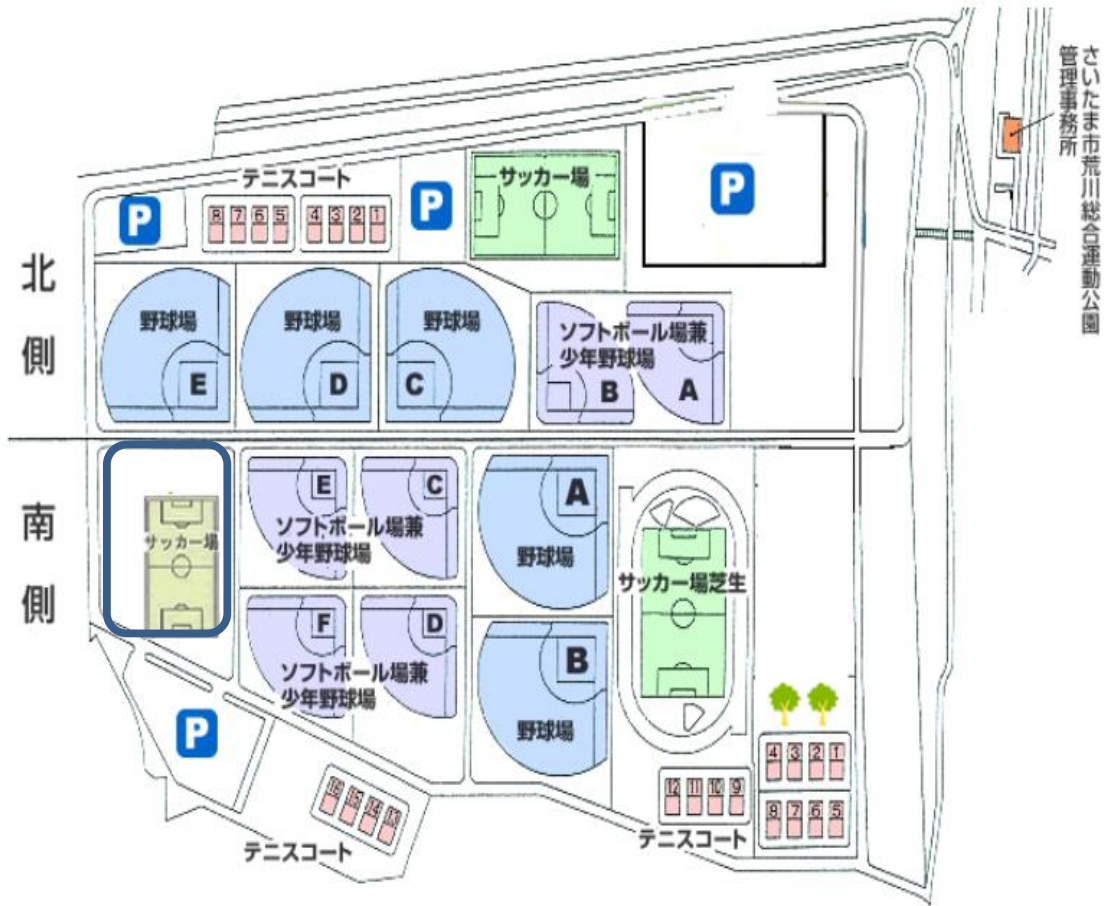 さいたま市荒川総合運動公園
管理事務所
テニスコート
P
8 7 6 5
4 3 2 1
P
サッカー場
P
北側
野球場
E
野球場
D
野球場
C
ソフトボール場兼
少年野球場
B
A
南側
サッカー場
E
C
ソフトボール場兼
少年野球場
F
D
ソフトボール場兼
少年野球場
A
野球場
B
野球場
サッカー場芝生
P
16 15 14 13
テニスコート
12 11 10 9
テニスコート
4 3 2 1
8 7 6 5